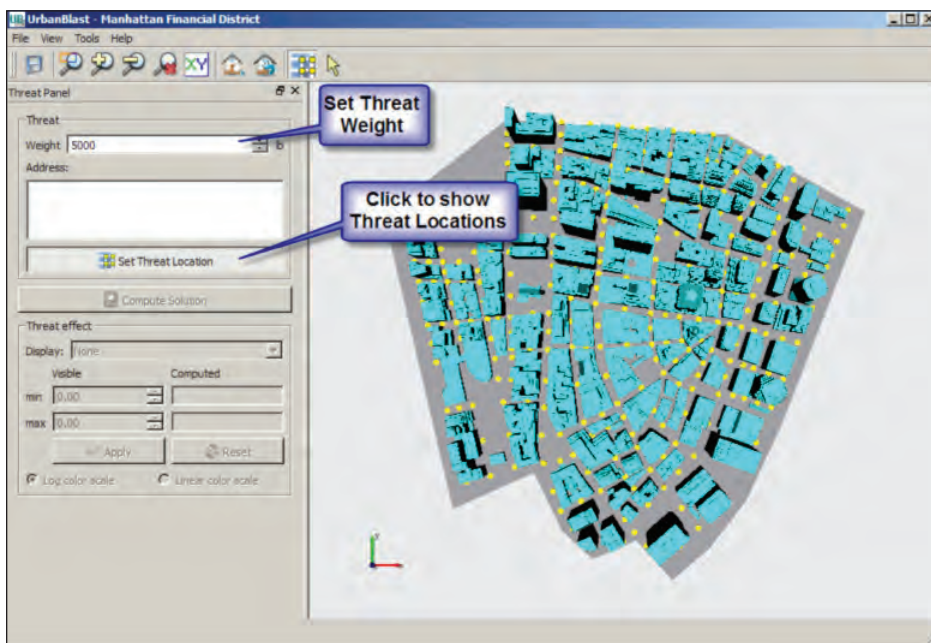 UB UrbanBlast - Manhattan Financial District
File View Tools Help
XY
Threat Panel
Set Threat
Weight
Threat
Weight 5000 lb
Address:
Click to show
Threat Locations
Set Threat Location
Compute Solution
Threat effect
Display: None
Visible Computed
min 0.00
max 0.00
Apply Reset
Log color scale Linear color scale